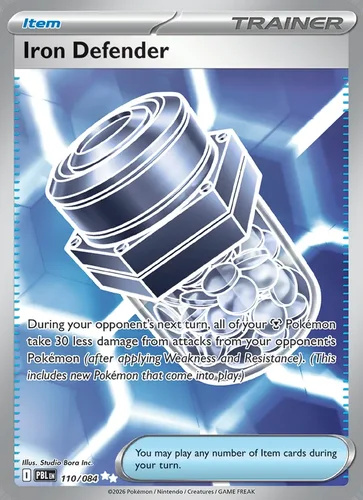 Item
TRAINER
Iron Defender
During your opponent's next turn, all of your Pokémon
take 30 less damage from attacks from your opponent's
Pokémon (after applying Weakness and Resistance). (This
includes new Pokémon that come into play.)
Illus. Studio Bora Inc.
You may play any number of Item cards during
your turn.
I PBL EN 110/084
©2026 Pokémon / Nintendo / Creatures / GAME FREAK